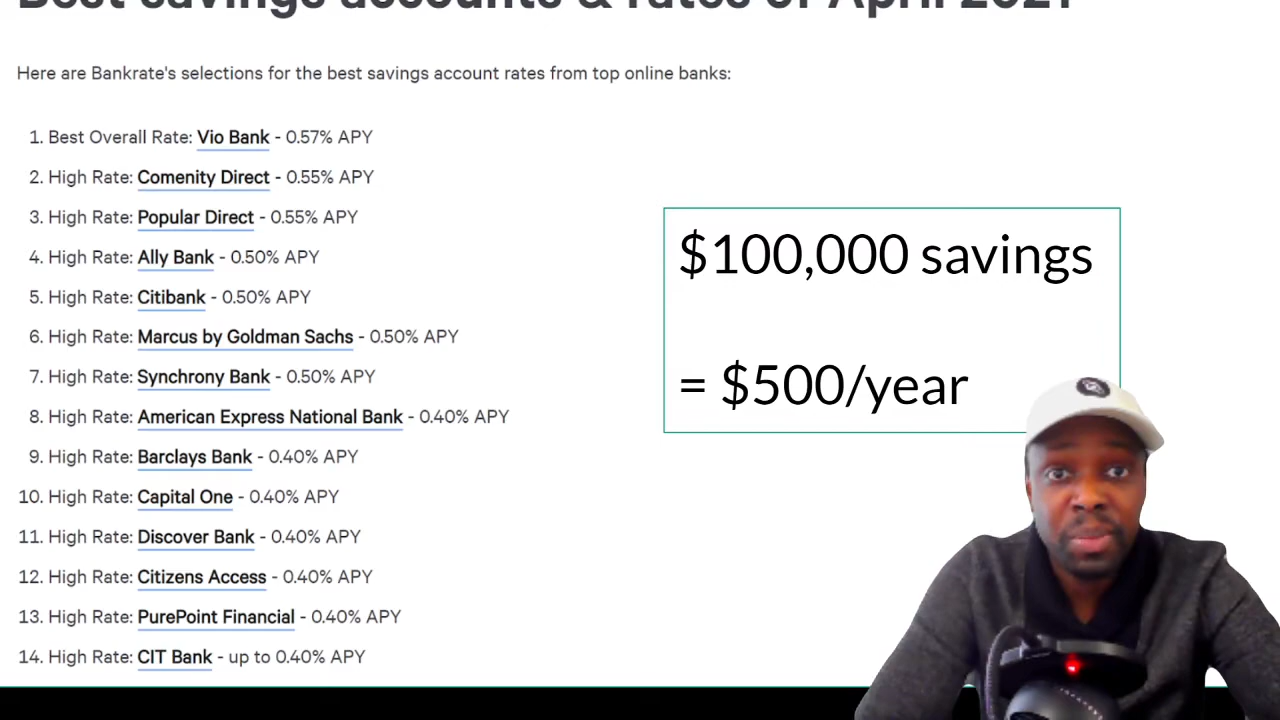 Best savings accounts & rates of April 2021
Here are Bankrate's selections for the best savings account rates from top online banks:
1. Best Overall Rate: Vio Bank - 0.57% APY
2. High Rate: Comenity Direct - 0.55% APY
3. High Rate: Popular Direct - 0.55% APY
4. High Rate: Ally Bank - 0.50% APY
5. High Rate: Citibank - 0.50% APY
6. High Rate: Marcus by Goldman Sachs - 0.50% APY
7. High Rate: Synchrony Bank - 0.50% APY
8. High Rate: American Express National Bank - 0.40% APY
9. High Rate: Barclays Bank - 0.40% APY
10. High Rate: Capital One - 0.40% APY
11. High Rate: Discover Bank - 0.40% APY
12. High Rate: Citizens Access - 0.40% APY
13. High Rate: PurePoint Financial - 0.40% APY
14. High Rate: CIT Bank - up to 0.40% APY
$100,000 savings
= $500/year